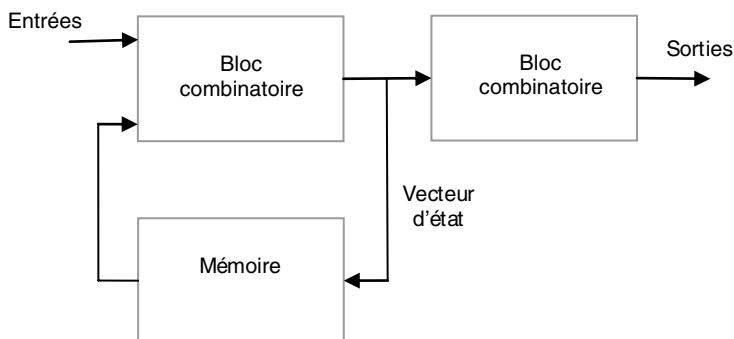 Entrées
Bloc
combinatoire
Bloc
combinatoire
Sorties
Vecteur
d'état
Mémoire